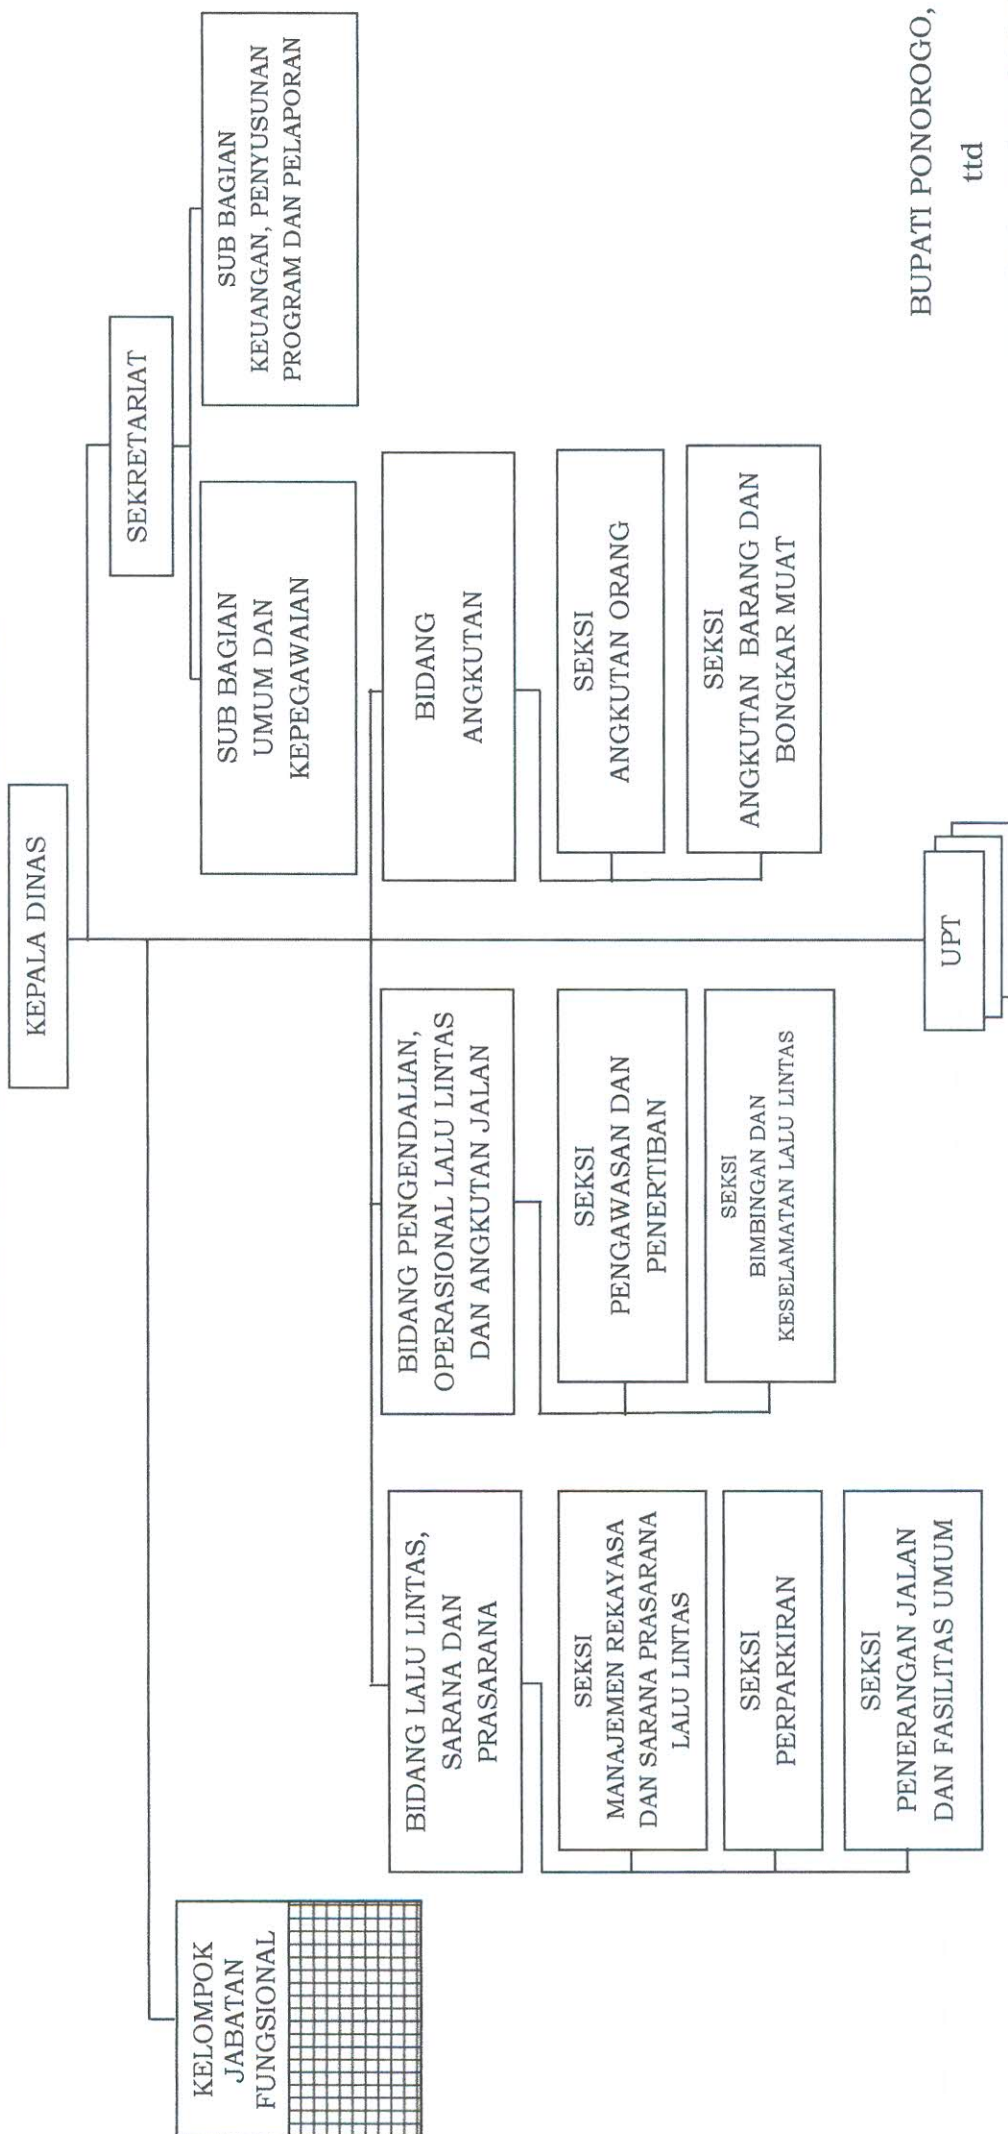 KEPALA DINAS
SEKRETARIAT
KELOMPOK
JABATAN
FUNGSIONAL
SUB BAGIAN
UMUM DAN
KEPEGAWAIAN
SUB BAGIAN
KEUANGAN, PENYUSUNAN
PROGRAM DAN PELAPORAN
BIDANG LALU LINTAS,
SARANA DAN
PRASARANA
BIDANG PENGENDALIAN,
OPERASIONAL LALU LINTAS
DAN ANGKUTAN JALAN
BIDANG
ANGKUTAN
SEKSI
MANAJEMEN REKAYASA
DAN SARANA PRASARANA
LALU LINTAS
SEKSI
PENGAWASAN DAN
PENERTIBAN
SEKSI
ANGKUTAN ORANG
SEKSI
PERPARKIRAN
SEKSI
BIMBINGAN DAN
KESELAMATAN LALU LINTAS
SEKSI
ANGKUTAN BARANG DAN
BONGKAR MUAT
SEKSI
PENERANGAN JALAN
DAN FASILITAS UMUM
UPT
BUPATI PONOROGO,
ttd